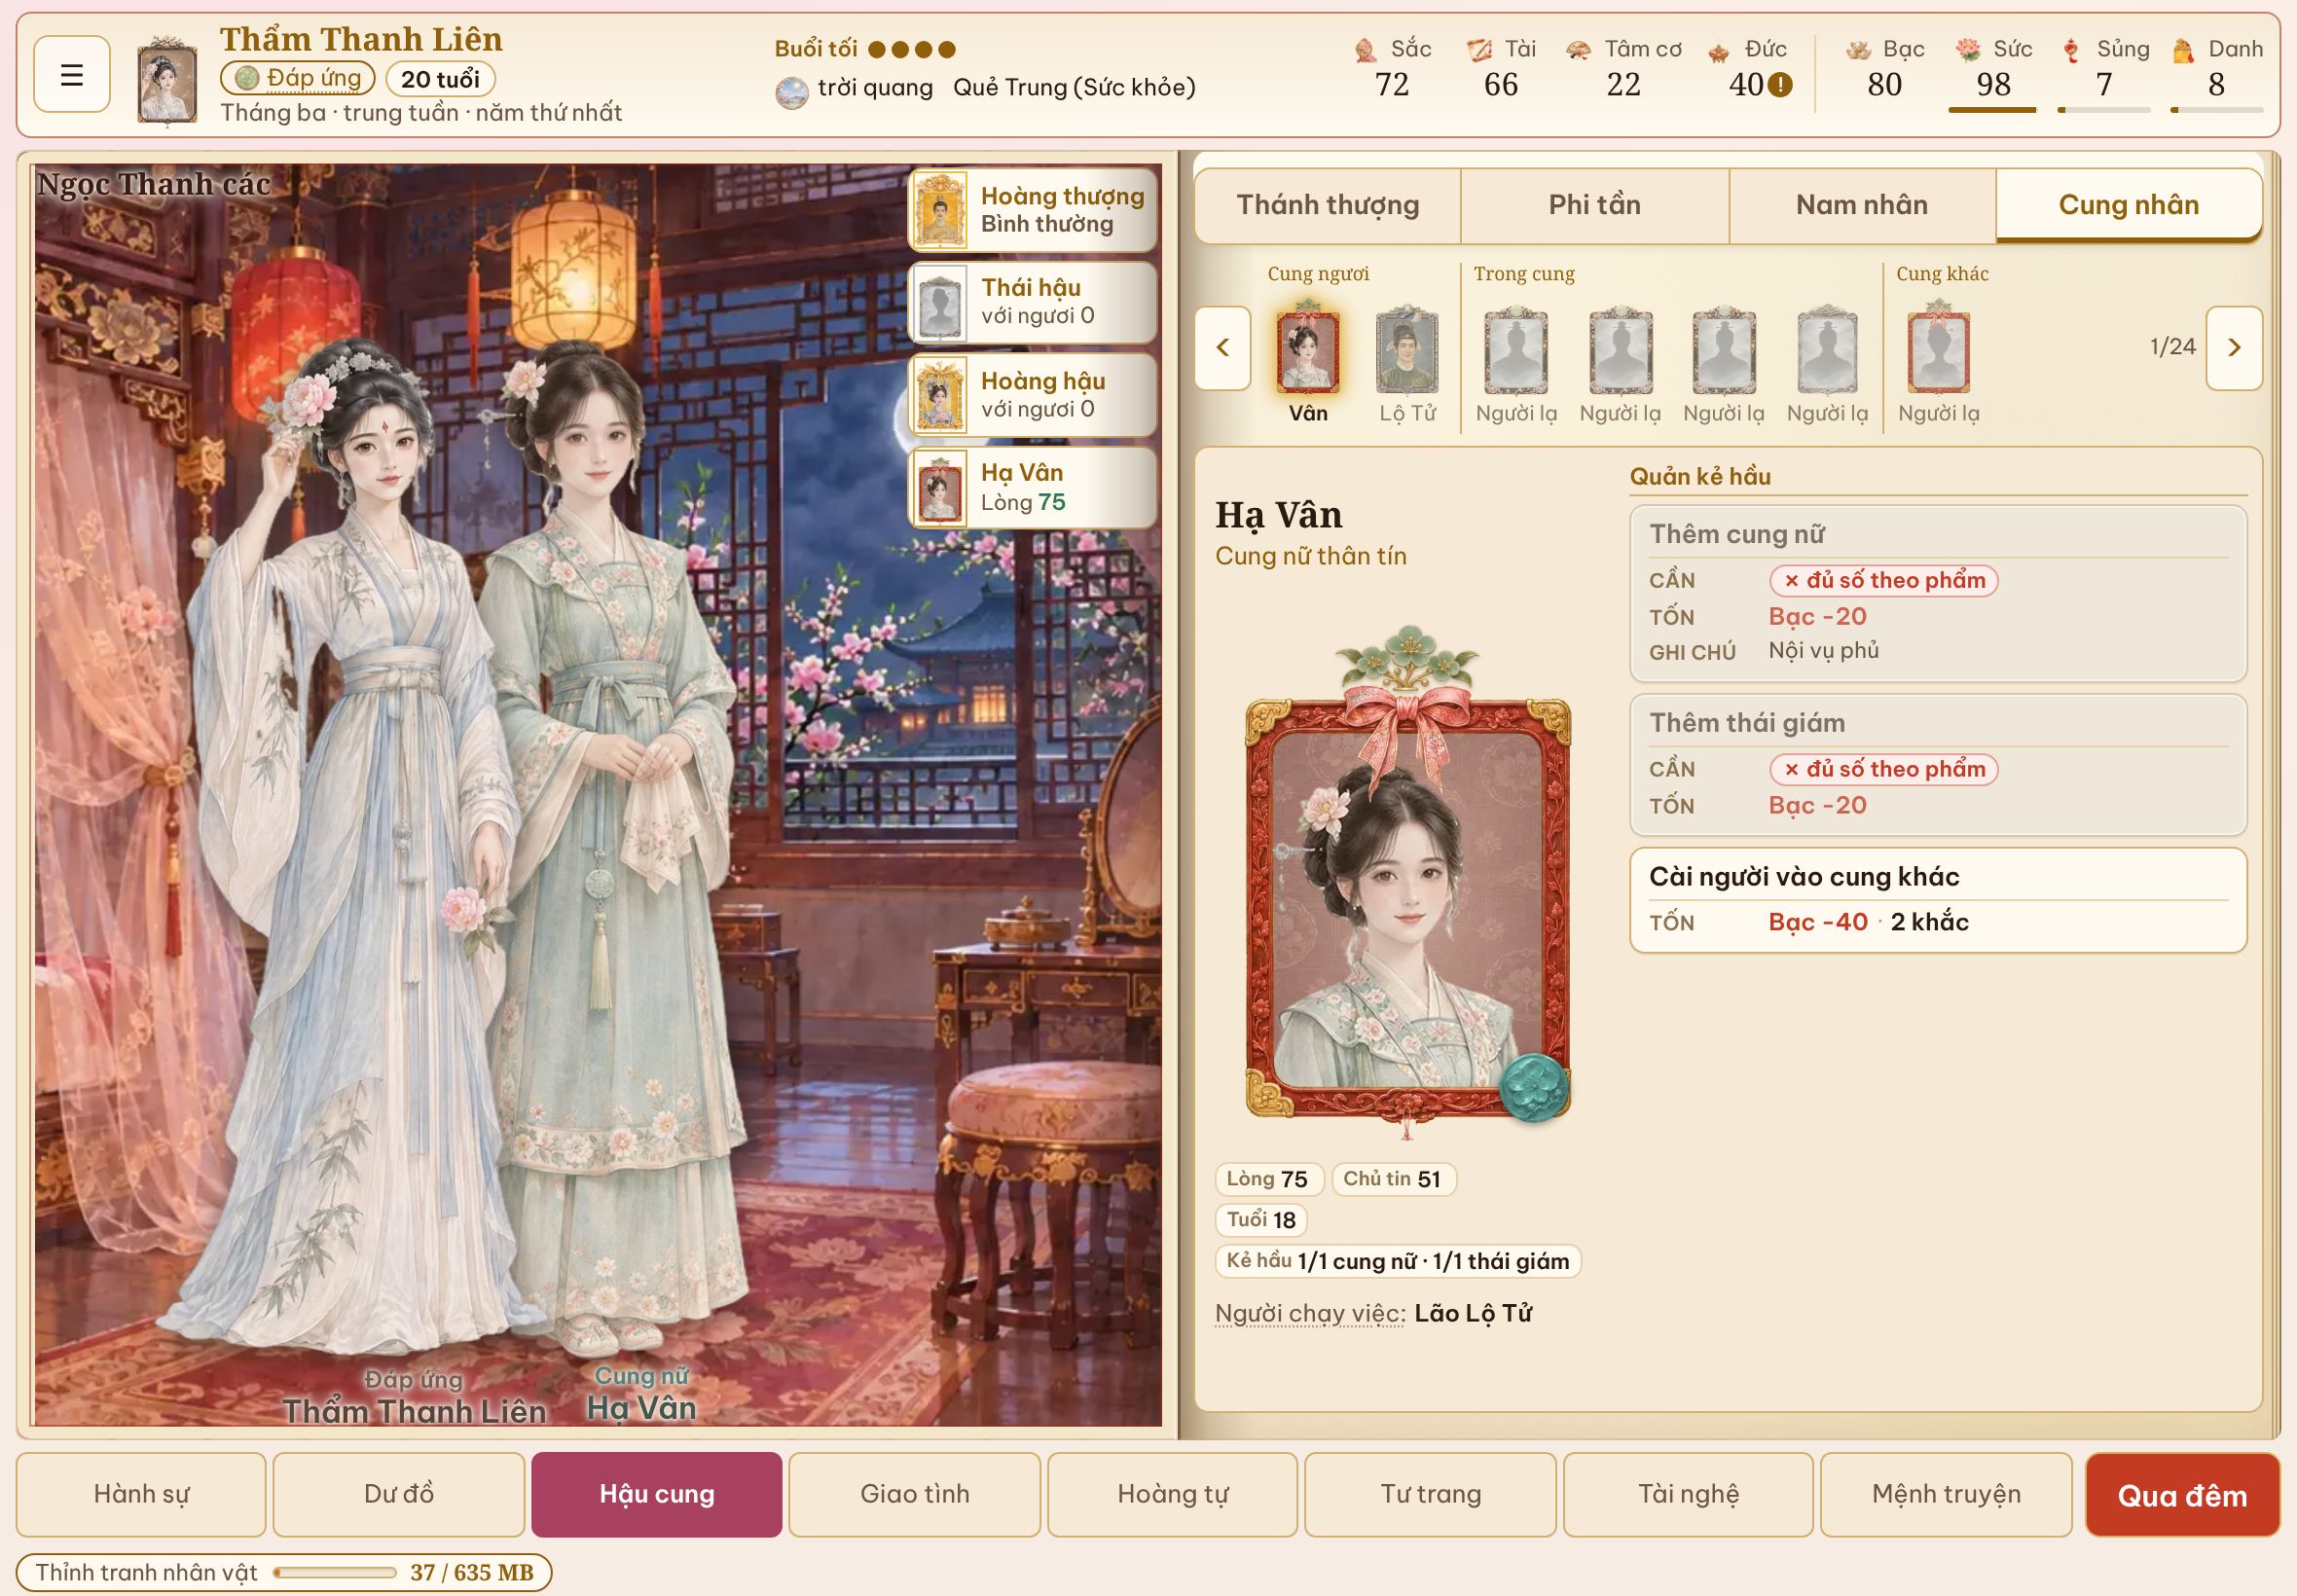 Thẩm Thanh Liên
Đáp ứng
20 tuổi
Tháng ba · trung tuần · năm thứ nhất
Buổi tối
trời quang Quẻ Trung (Sức khỏe)
Sắc Tài Tâm cơ Đức Bạc Sức Sủng Danh
72 66 22 40 ! 80 98 7 8
Ngọc Thanh các
Hoàng thượng
Bình thường
Thái hậu
với ngươi 0
Hoàng hậu
với ngươi 0
Hạ Vân
Lòng 75
Đáp ứng
Thẩm Thanh Liên
Cung nữ
Hạ Vân
Thánh thượng Phi tần Nam nhân Cung nhân
Cung ngươi Trong cung Cung khác
Vân Lộ Tử Người lạ Người lạ Người lạ Người lạ Người lạ
1/24
Hạ Vân
Cung nữ thân tín
Lòng 75 Chủ tin 51
Tuổi 18
Kẻ hầu 1/1 cung nữ · 1/1 thái giám
Người chạy việc: Lão Lộ Tử
Quản kẻ hầu
Thêm cung nữ
CẦN × đủ số theo phẩm
TỐN Bạc -20
GHI CHÚ Nội vụ phủ
Thêm thái giám
CẦN × đủ số theo phẩm
TỐN Bạc -20
Cài người vào cung khác
TỐN Bạc -40 · 2 khắc
Hành sự Dư đồ Hậu cung Giao tình Hoàng tự Tư trang Tài nghệ Mệnh truyện Qua đêm
Thỉnh tranh nhân vật 37 / 635 MB